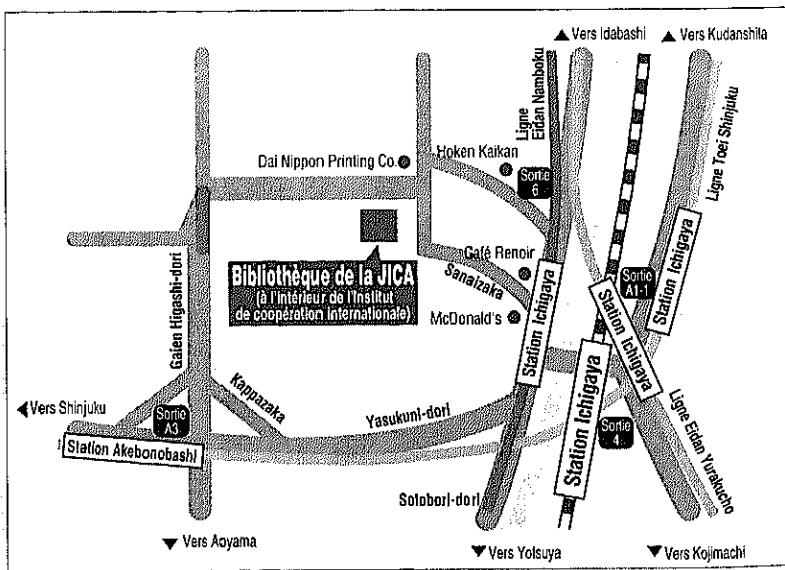 ▲ Vers Idabashi
▲ Vers Kudanshita
Ligne
Eidan Namboku
Ligne Toei Shinjuku
Dai Nippon Printing Co.
Hoken Kaikan
Sortie
6
Café Renoir
Sanaizaka
McDonald's
Bibliothèque de la JICA
(à l'intérieur de l'Institut
de coopération internationale)
Gaien Higashi-dori
Station Ichigaya
Sortie
A1-1
Station Ichigaya
Station Ichigaya
Station Ichigaya
Sortie
4
Ligne Eidan Yurakucho
◀ Vers Shinjuku
Sortie
A3
Kappazaka
Yasukuni-dori
Station Akebonobashi
Sotobori-dori
▼ Vers Aoyama
▼ Vers Yotsuya
▼ Vers Kojimachi